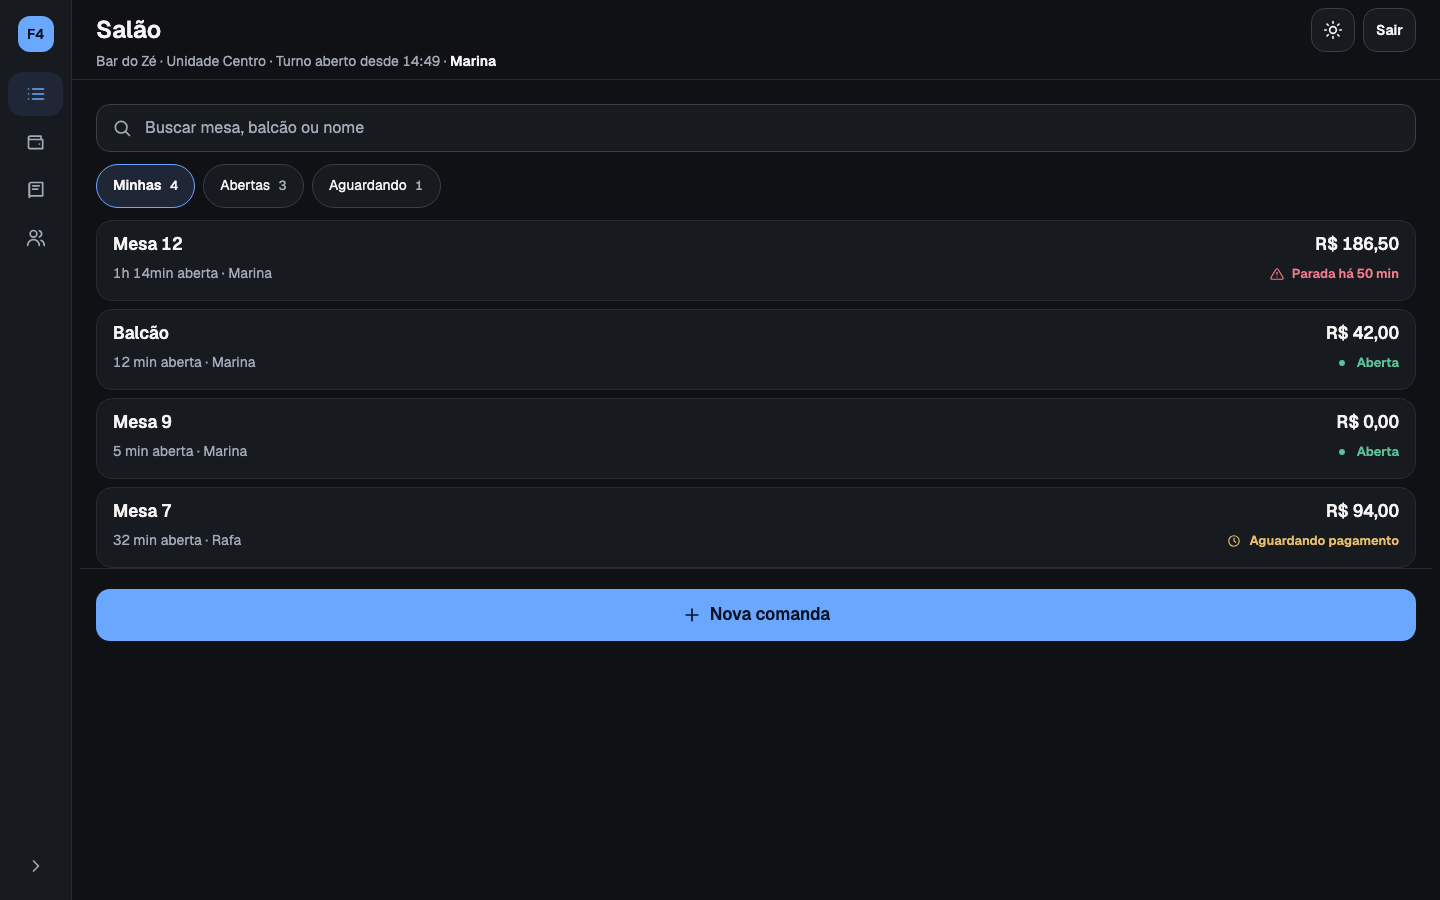 F4
Salão
Bar do Zé · Unidade Centro · Turno aberto desde 14:49 · Marina
Sair
Buscar mesa, balcão ou nome
Minhas 4
Abertas 3
Aguardando 1
Mesa 12
R$ 186,50
1h 14min aberta · Marina
Parada há 50 min
Balcão
R$ 42,00
12 min aberta · Marina
Aberta
Mesa 9
R$ 0,00
5 min aberta · Marina
Aberta
Mesa 7
R$ 94,00
32 min aberta · Rafa
Aguardando pagamento
Nova comanda